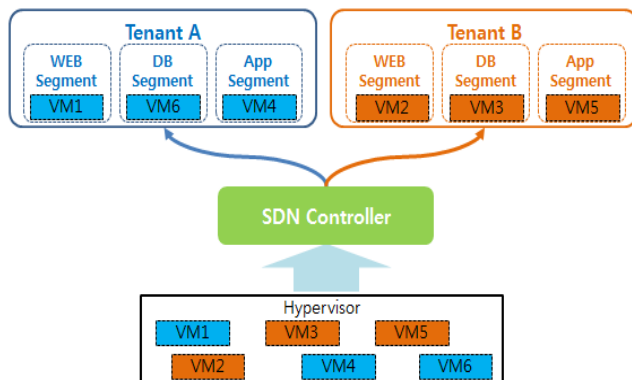 Tenant A
WEB Segment
DB Segment
App Segment
VM1
VM6
VM4
Tenant B
WEB Segment
DB Segment
App Segment
VM2
VM3
VM5
SDN Controller
Hypervisor
VM1
VM3
VM5
VM2
VM4
VM6